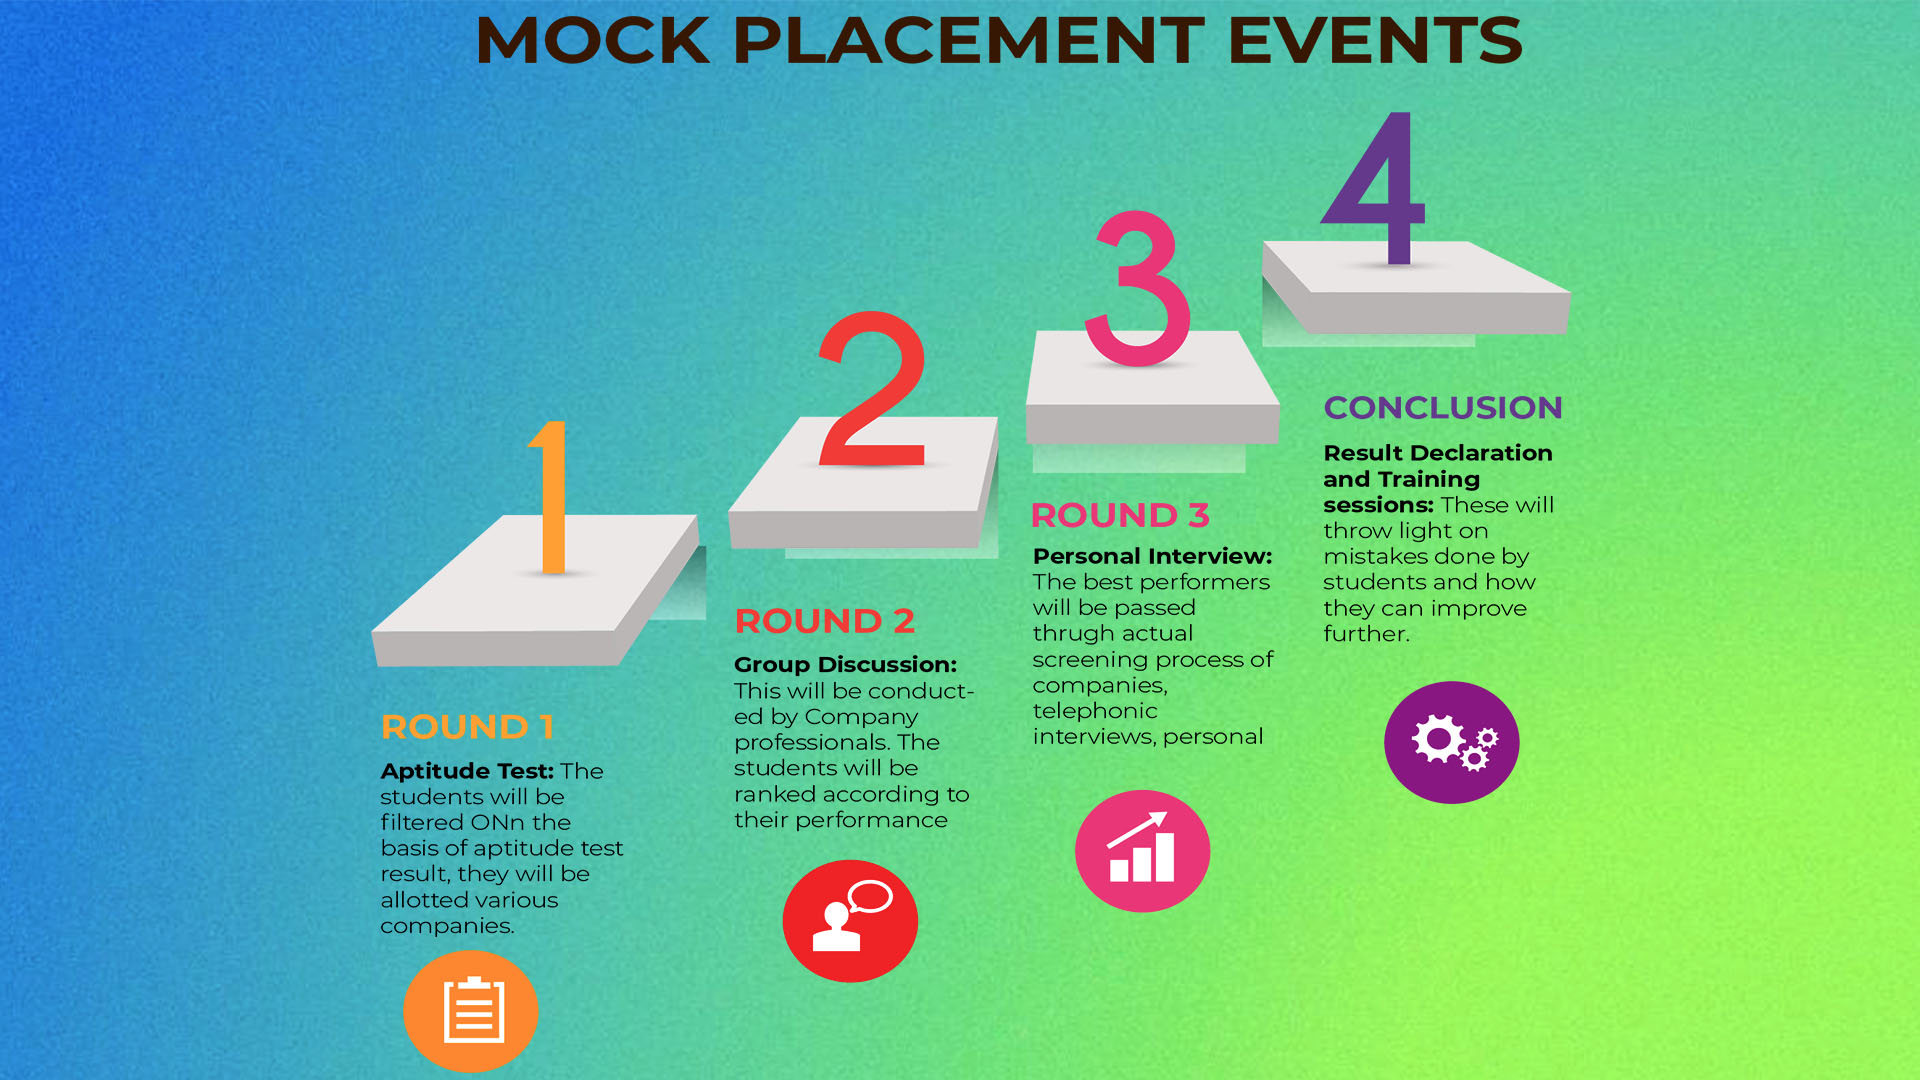 MOCK PLACEMENT EVENTS
1
ROUND 1
Aptitude Test: The
students will be
filtered ONn the
basis of aptitude test
result, they will be
allotted various
companies.
2
ROUND 2
Group Discussion:
This will be conduct-
ed by Company
professionals. The
students will be
ranked according to
their performance
3
ROUND 3
Personal Interview:
The best performers
will be passed
thrugh actual
screening process of
companies,
telephonic
interviews, personal
4
CONCLUSION
Result Declaration
and Training
sessions: These will
throw light on
mistakes done by
students and how
they can improve
further.